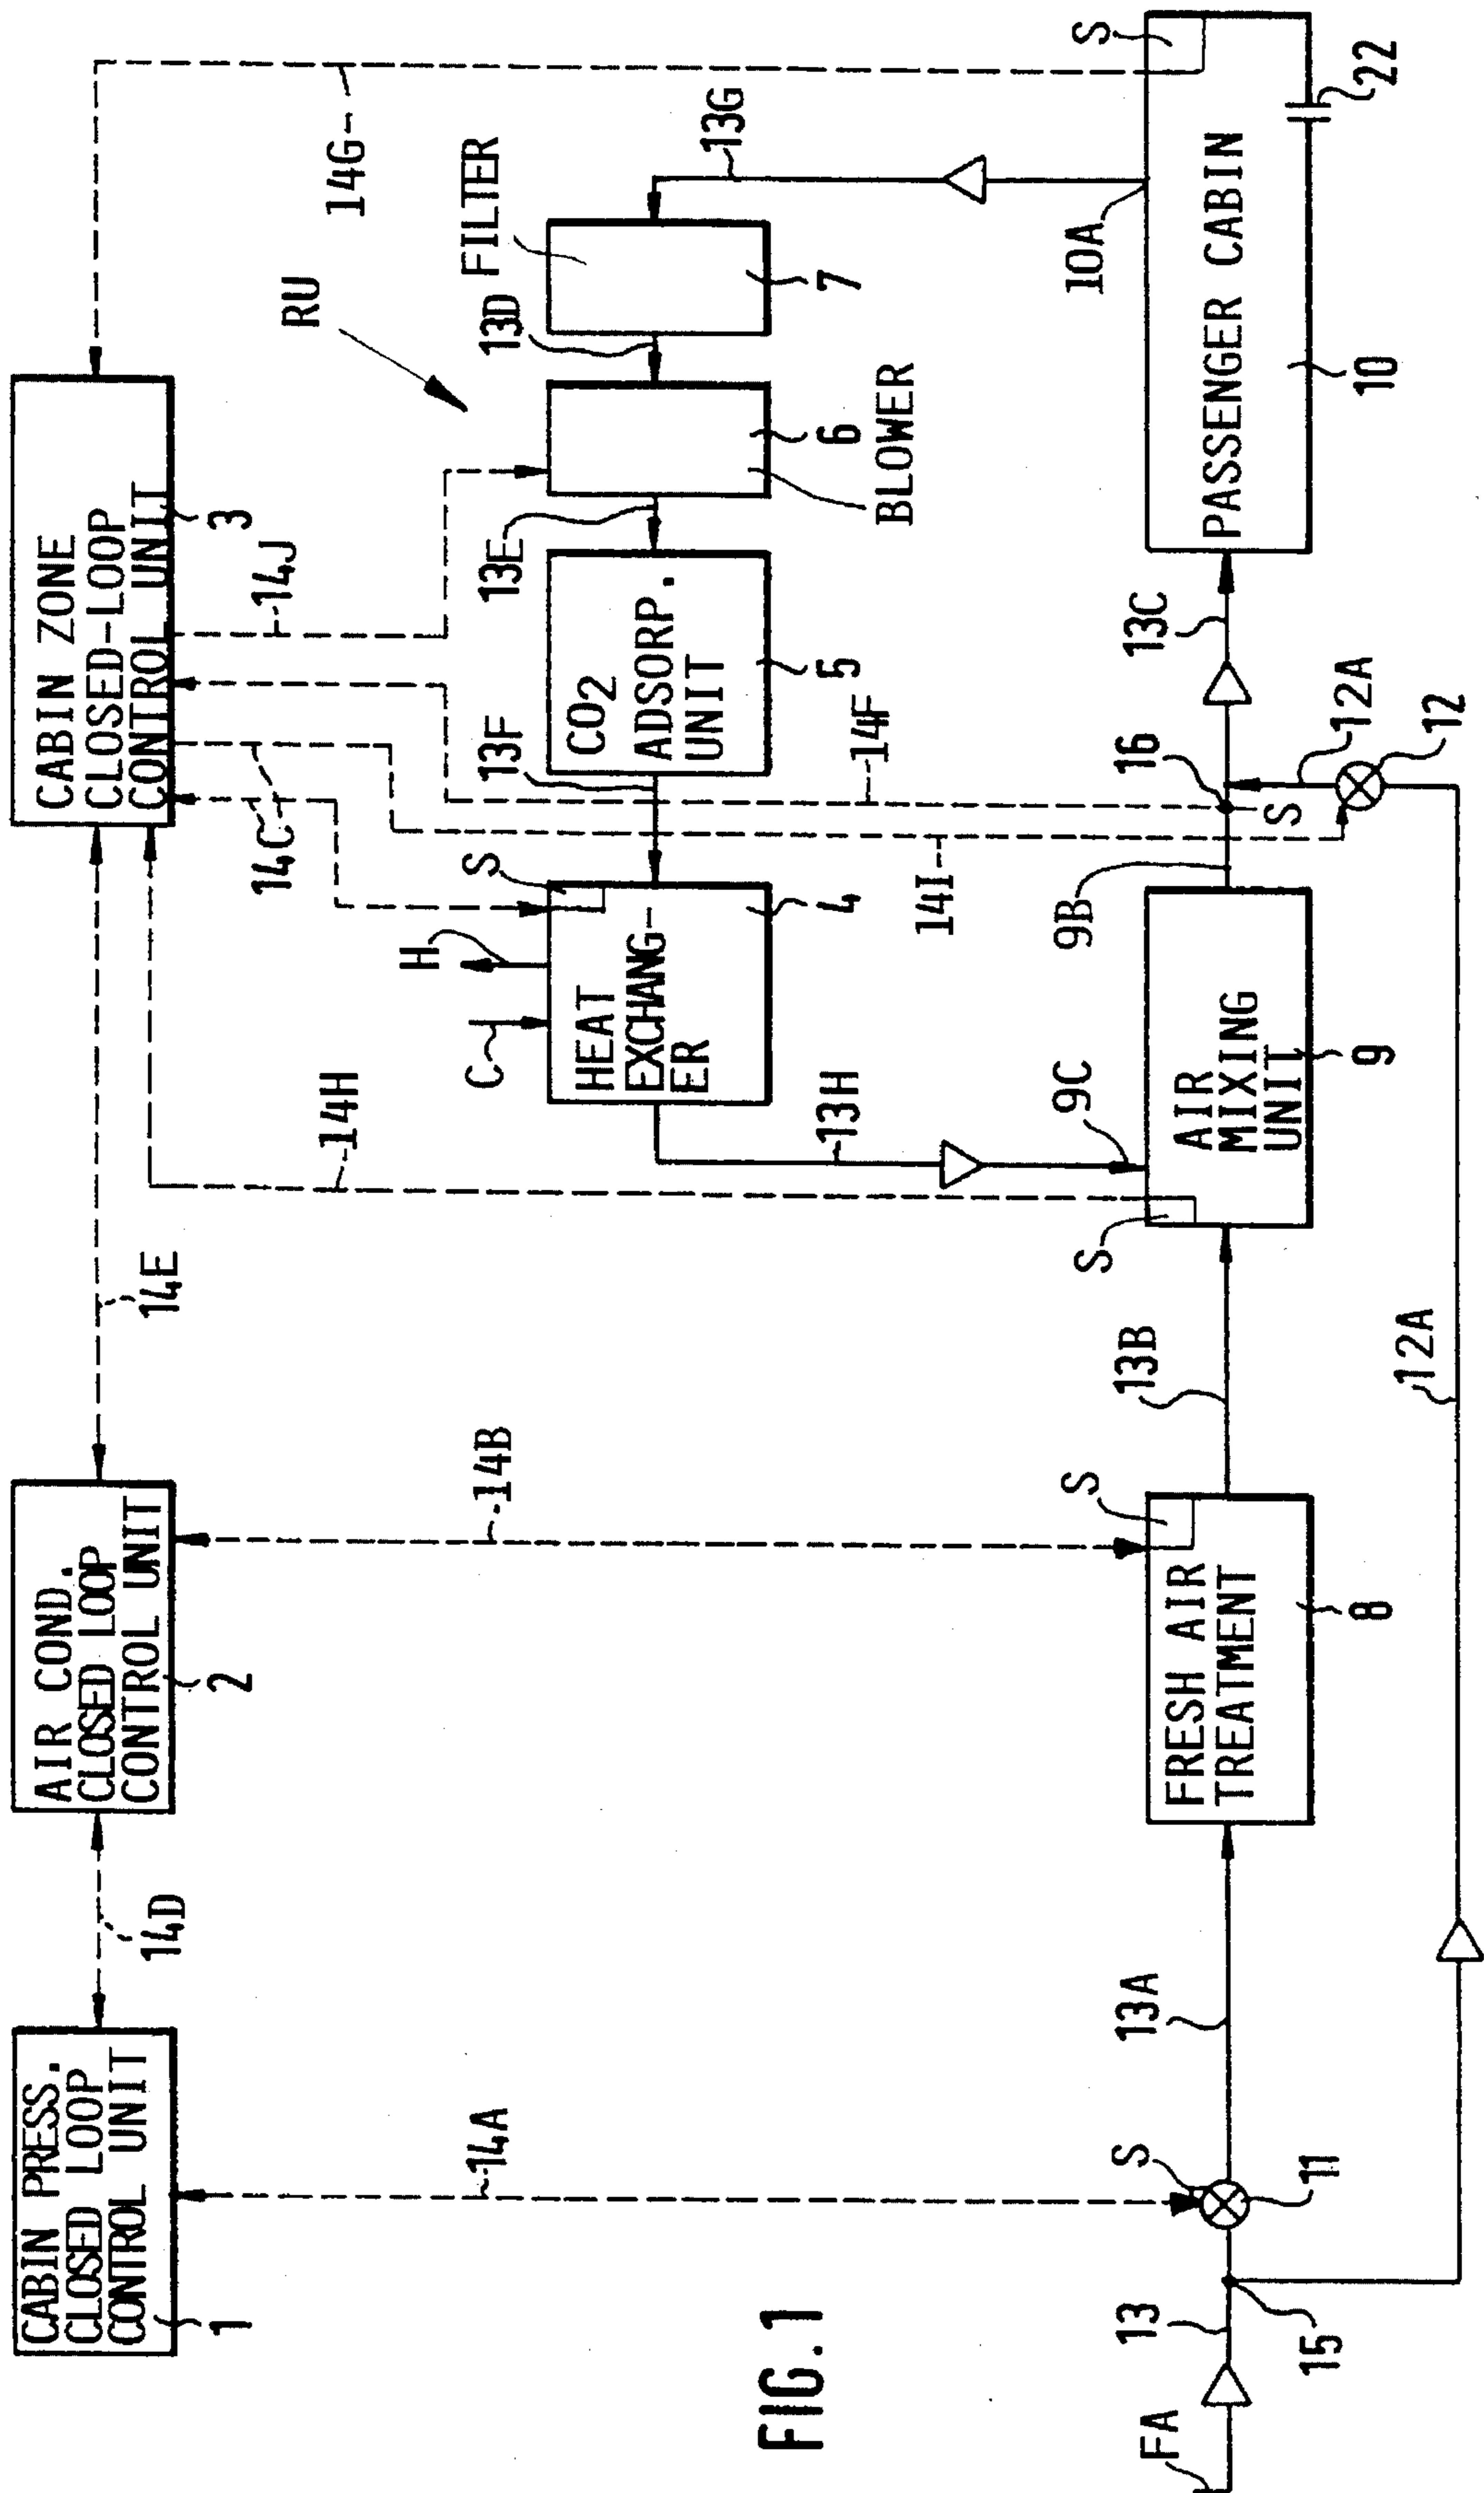 CABIN PRESS.
CLOSED LOOP
CONTROL UNIT
1
14D
AIR COND.
CLOSED LOOP
CONTROL UNIT
2
14E
CABIN ZONE
CLOSED-LOOP
CONTROL UNIT
3
14A
14B
14H
14C
14J
14G
RU
C
H
S
HEAT
EXCHANG-
ER
4
13F
CO2
ADSORP.
UNIT
5
13E
BLOWER
6
13D
FILTER
7
13G
13H
14I
14F
FIG. 1
FA
13
15
S
11
13A
FRESH AIR
TREATMENT
8
S
13B
S
9C
AIR
MIXING
UNIT
9
9B
16
S
13C
12A
12
12A
10A
PASSENGER CABIN
10
S
22